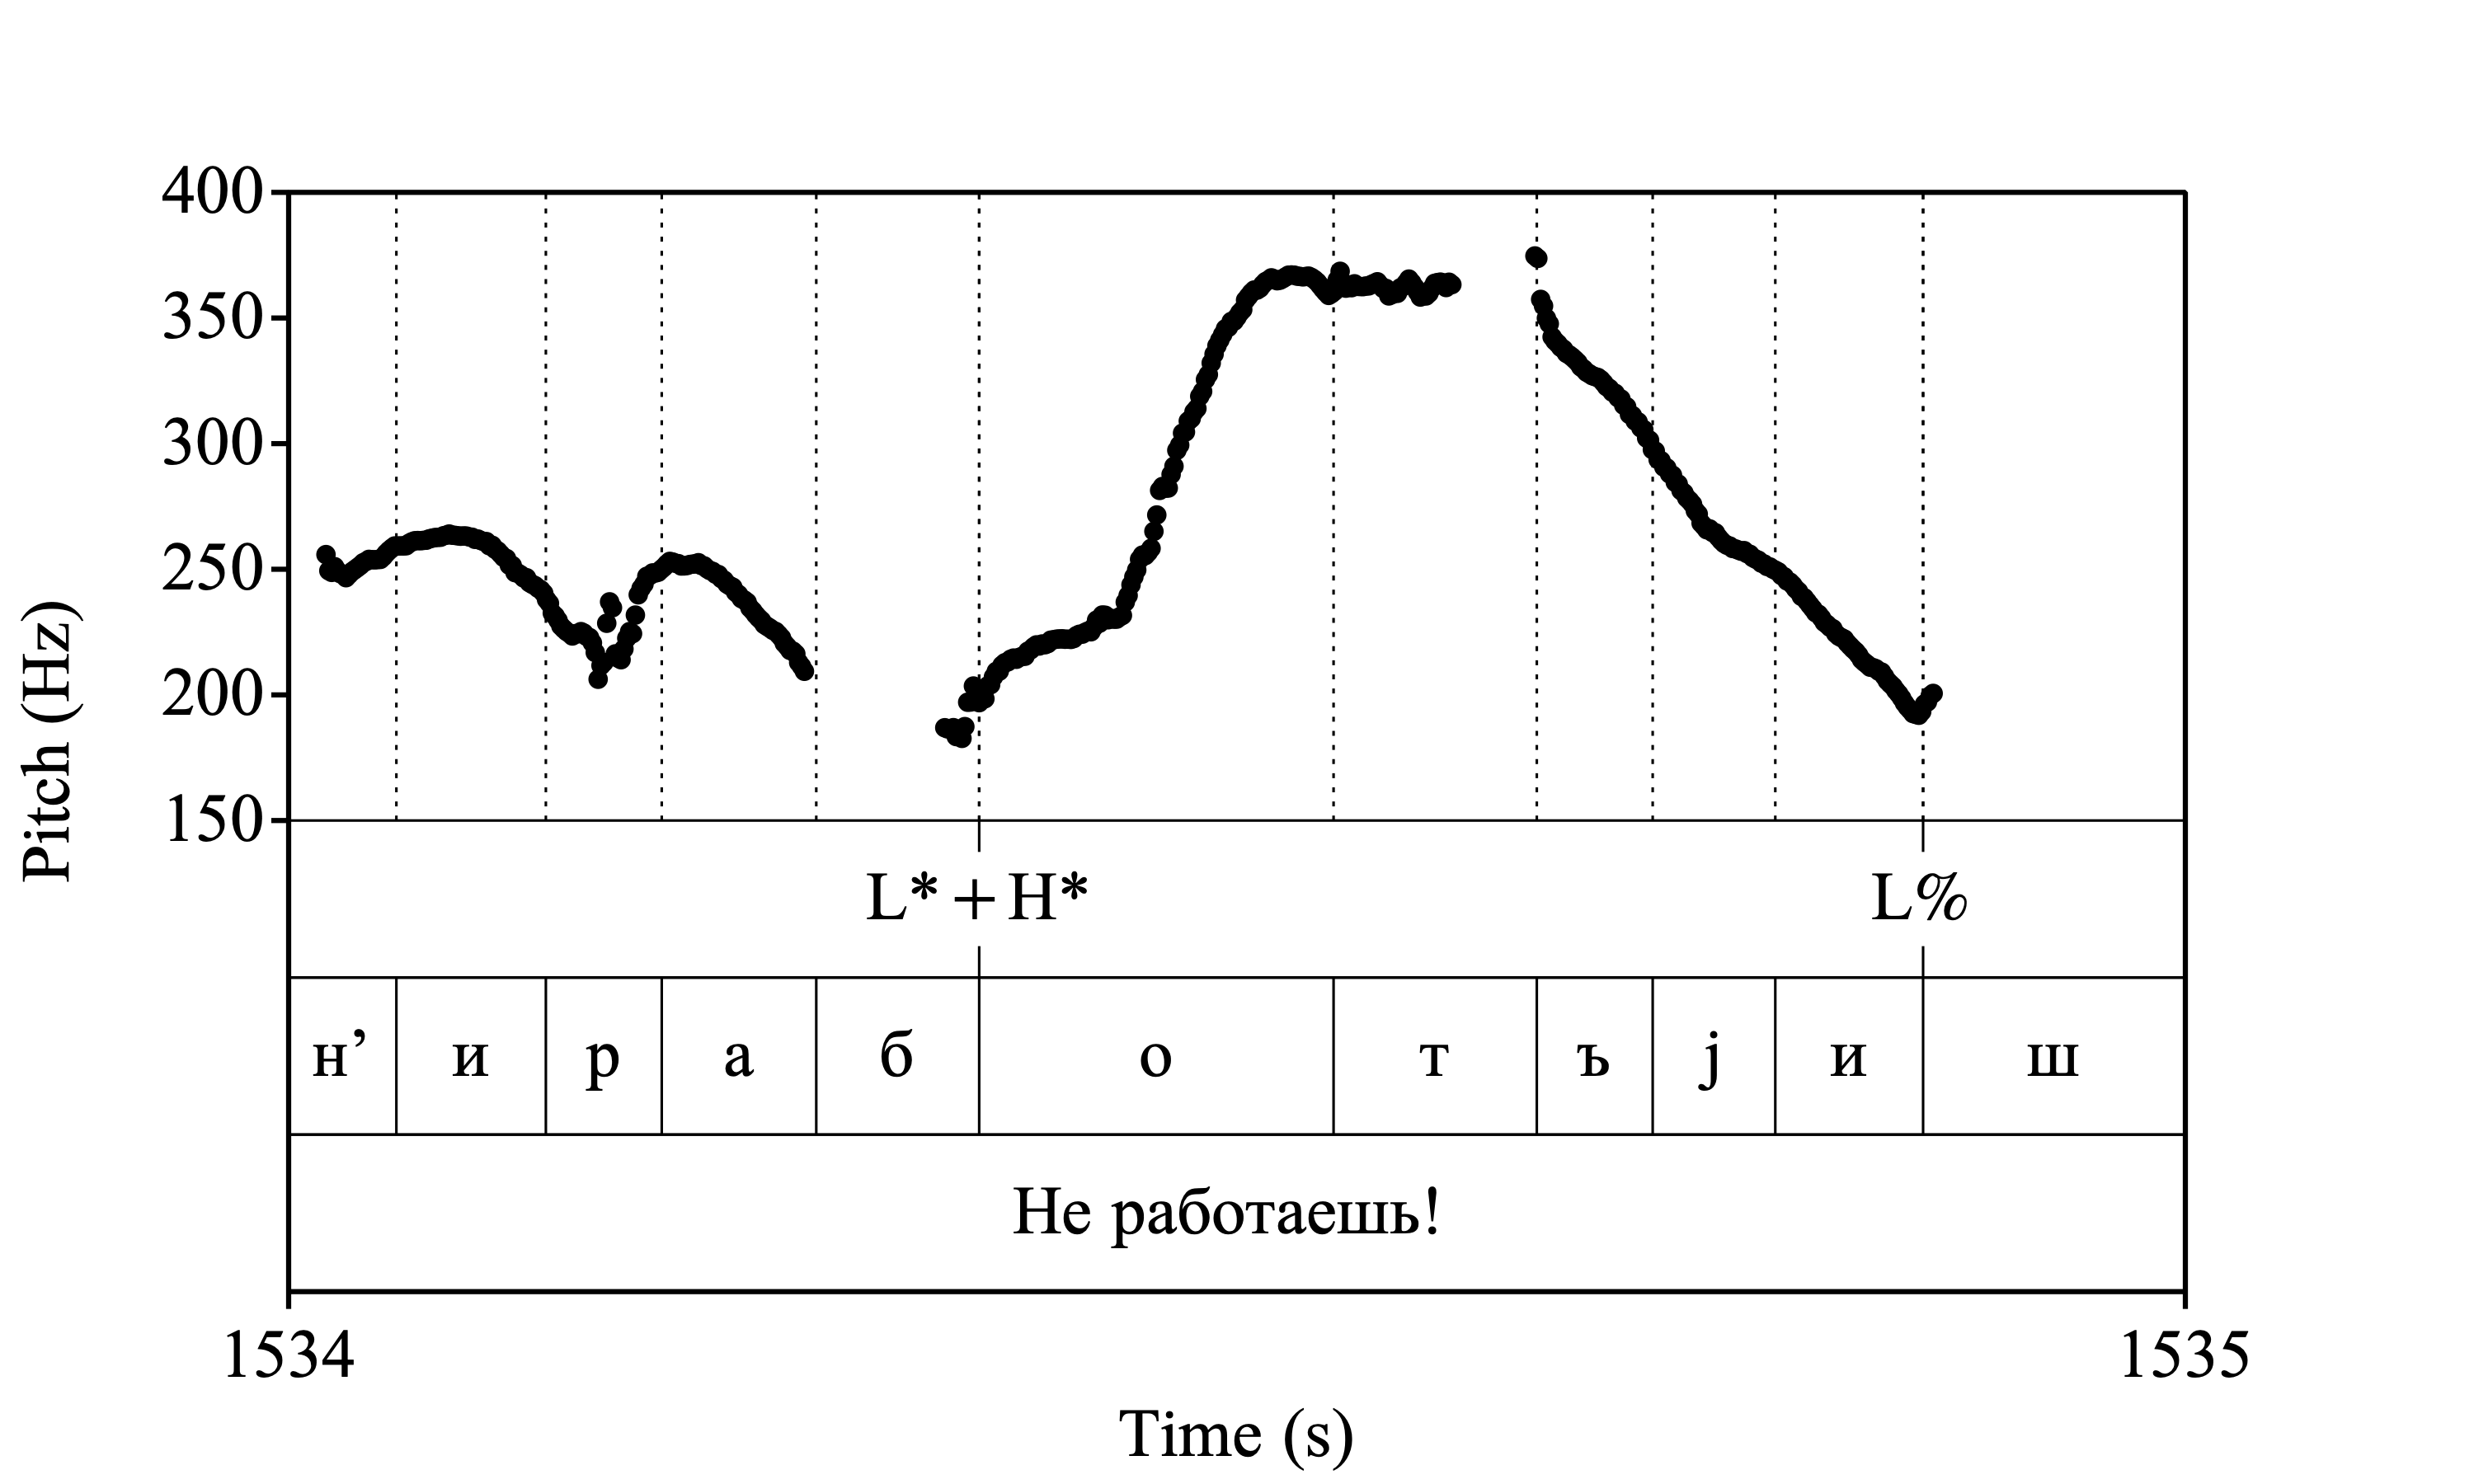 400
350
300
250
200
150
Pitch (Hz)
L*+H* L%
н’ и р а б о т ъ j и ш
Не работаешь!
1534 1535
Time (s)